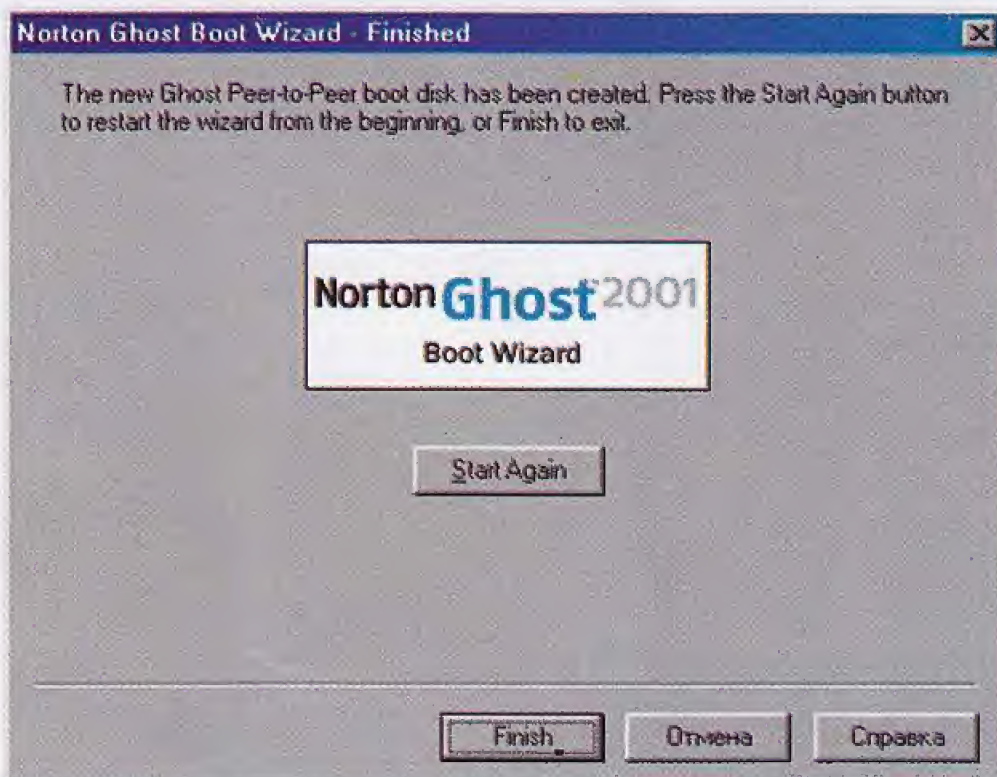 Norton Ghost Boot Wizard - Finished
The new Ghost Peer-to-Peer boot disk has been created. Press the Start Again button
to restart the wizard from the beginning, or Finish to exit.
Norton Ghost 2001
Boot Wizard
Start Again
Finish
Отмена
Справка